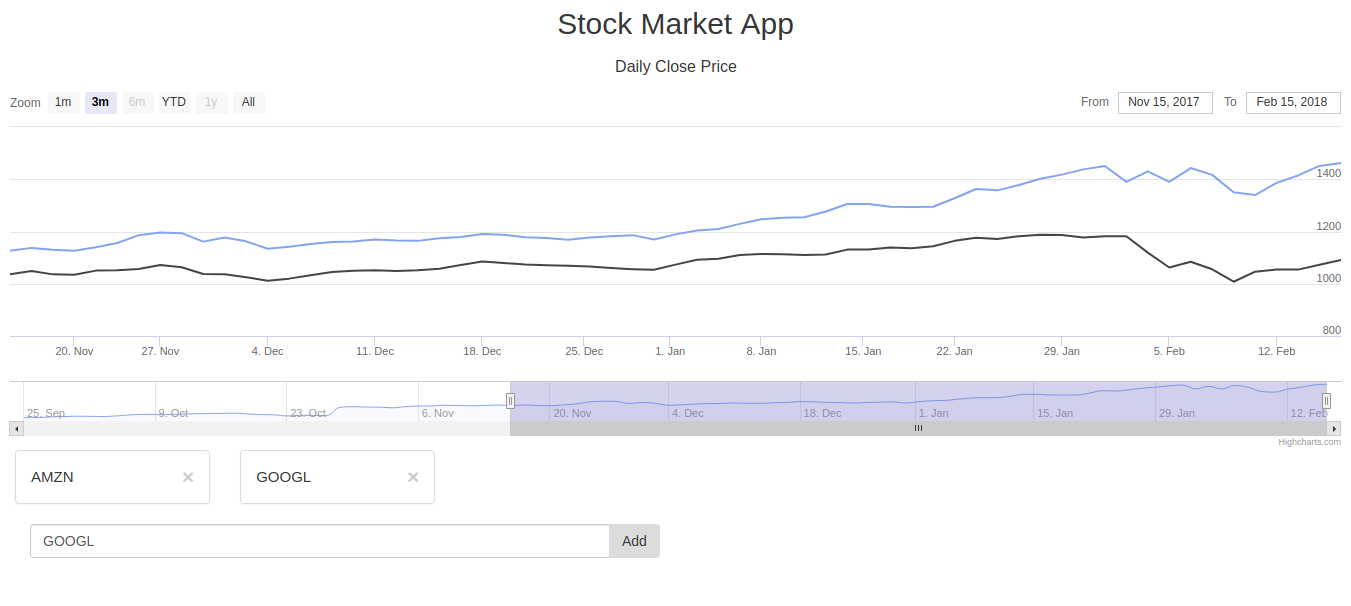 Stock Market App
Daily Close Price
Zoom 1m 3m 6m YTD 1y All From Nov 15, 2017 To Feb 15, 2018
1400
1200
1000
800
20. Nov 27. Nov 4. Dec 11. Dec 18. Dec 25. Dec 1. Jan 8. Jan 15. Jan 22. Jan 29. Jan 5. Feb 12. Feb
25. Sep 9. Oct 23. Oct 6. Nov 20. Nov 4. Dec 18. Dec 1. Jan 15. Jan 29. Jan 12. Feb
Highcharts.com
AMZN × GOOGL ×
GOOGL Add